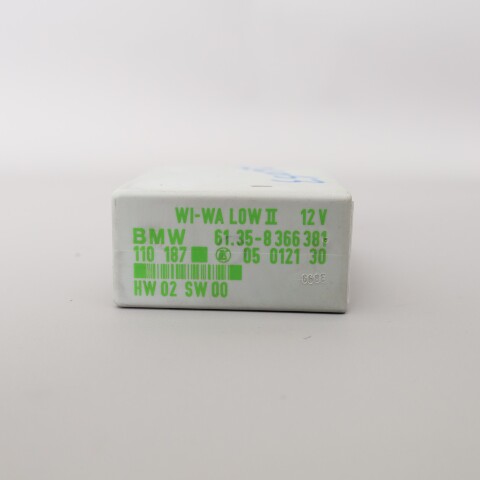 WI-WA LOW II 12 V
BMW 61.35-8 366 381
110 187 05 0121 30
HW 02 SW 00